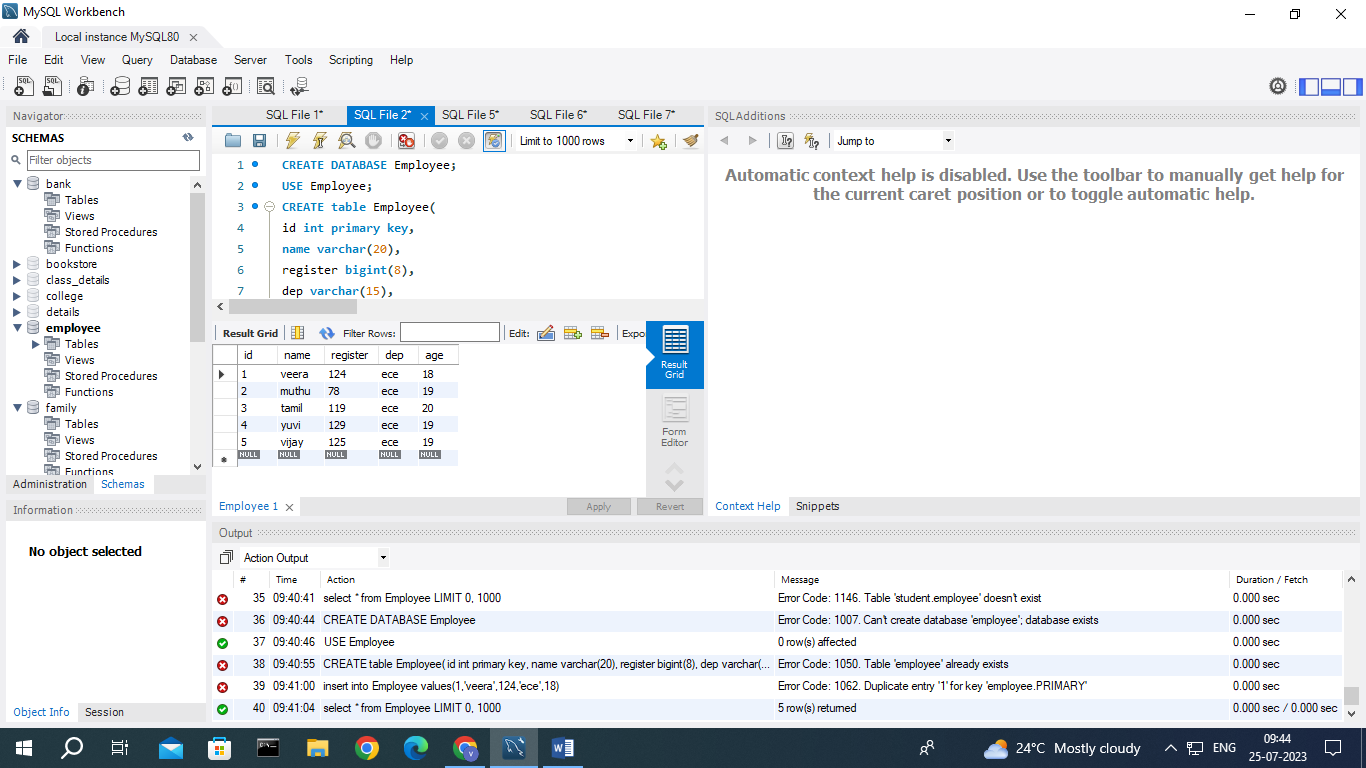 MySQL Workbench
Local instance MySQL80
File Edit View Query Database Server Tools Scripting Help
Navigator
SCHEMAS
Filter objects
bank
Tables
Views
Stored Procedures
Functions
bookstore
class_details
college
details
employee
Tables
Views
Stored Procedures
Functions
family
Tables
Views
Stored Procedures
Functions
Administration Schemas
Information
No object selected
Object Info Session
SQL File 1* SQL File 2* SQL File 5* SQL File 6* SQL File 7*
Limit to 1000 rows
1 CREATE DATABASE Employee;
2 USE Employee;
3 CREATE table Employee(
4 id int primary key,
5 name varchar(20),
6 register bigint(8),
7 dep varchar(15),
Result Grid Filter Rows: Edit: Expo
id name register dep age
1 veera 124 ece 18
2 muthu 78 ece 19
3 tamil 119 ece 20
4 yuvi 129 ece 19
5 vijay 125 ece 19
NULL NULL NULL NULL NULL
Result Grid
Form Editor
Employee 1 Apply Revert
SQLAdditions
Jump to
Automatic context help is disabled. Use the toolbar to manually get help for
the current caret position or to toggle automatic help.
Context Help Snippets
Output
Action Output
# Time Action Message Duration / Fetch
35 09:40:41 select * from Employee LIMIT 0, 1000 Error Code: 1146. Table 'student.employee' doesn't exist 0.000 sec
36 09:40:44 CREATE DATABASE Employee Error Code: 1007. Can't create database 'employee'; database exists 0.000 sec
37 09:40:46 USE Employee 0 row(s) affected 0.000 sec
38 09:40:55 CREATE table Employee( id int primary key, name varchar(20), register bigint(8), dep varchar(... Error Code: 1050. Table 'employee' already exists 0.000 sec
39 09:41:00 insert into Employee values(1,'veera',124,'ece',18) Error Code: 1062. Duplicate entry '1' for key 'employee.PRIMARY' 0.000 sec
40 09:41:04 select * from Employee LIMIT 0, 1000 5 row(s) returned 0.000 sec / 0.000 sec
24°C Mostly cloudy ENG 09:44
25-07-2023